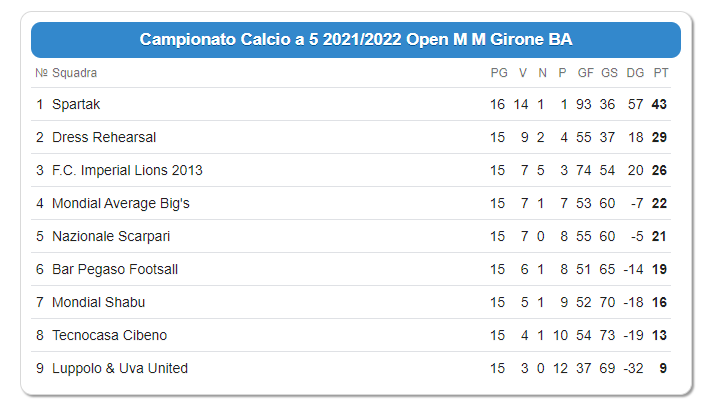 Campionato Calcio a 5 2021/2022 Open M M Girone BA
№ Squadra PG V N P GF GS DG PT
1 Spartak 16 14 1 1 93 36 57 43
2 Dress Rehearsal 15 9 2 4 55 37 18 29
3 F.C. Imperial Lions 2013 15 7 5 3 74 54 20 26
4 Mondial Average Big's 15 7 1 7 53 60 -7 22
5 Nazionale Scarpari 15 7 0 8 55 60 -5 21
6 Bar Pegaso Footsall 15 6 1 8 51 65 -14 19
7 Mondial Shabu 15 5 1 9 52 70 -18 16
8 Tecnocasa Cibeno 15 4 1 10 54 73 -19 13
9 Luppolo & Uva United 15 3 0 12 37 69 -32 9